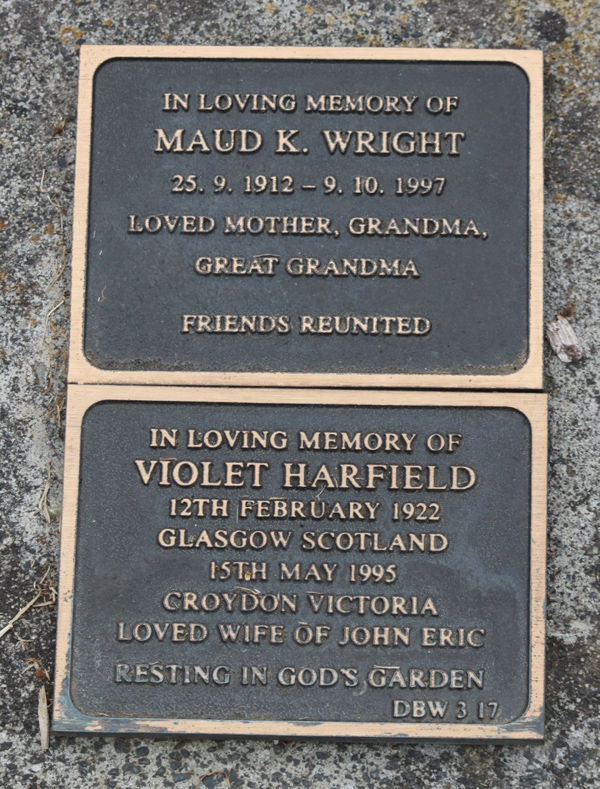 IN LOVING MEMORY OF
MAUD K. WRIGHT
25. 9. 1912 – 9. 10. 1997
LOVED MOTHER, GRANDMA,
GREAT GRANDMA
FRIENDS REUNITED
IN LOVING MEMORY OF
VIOLET HARFIELD
12TH FEBRUARY 1922
GLASGOW SCOTLAND
15TH MAY 1995
CROYDON VICTORIA
LOVED WIFE OF JOHN ERIC
RESTING IN GOD'S GARDEN
DBW 3 17